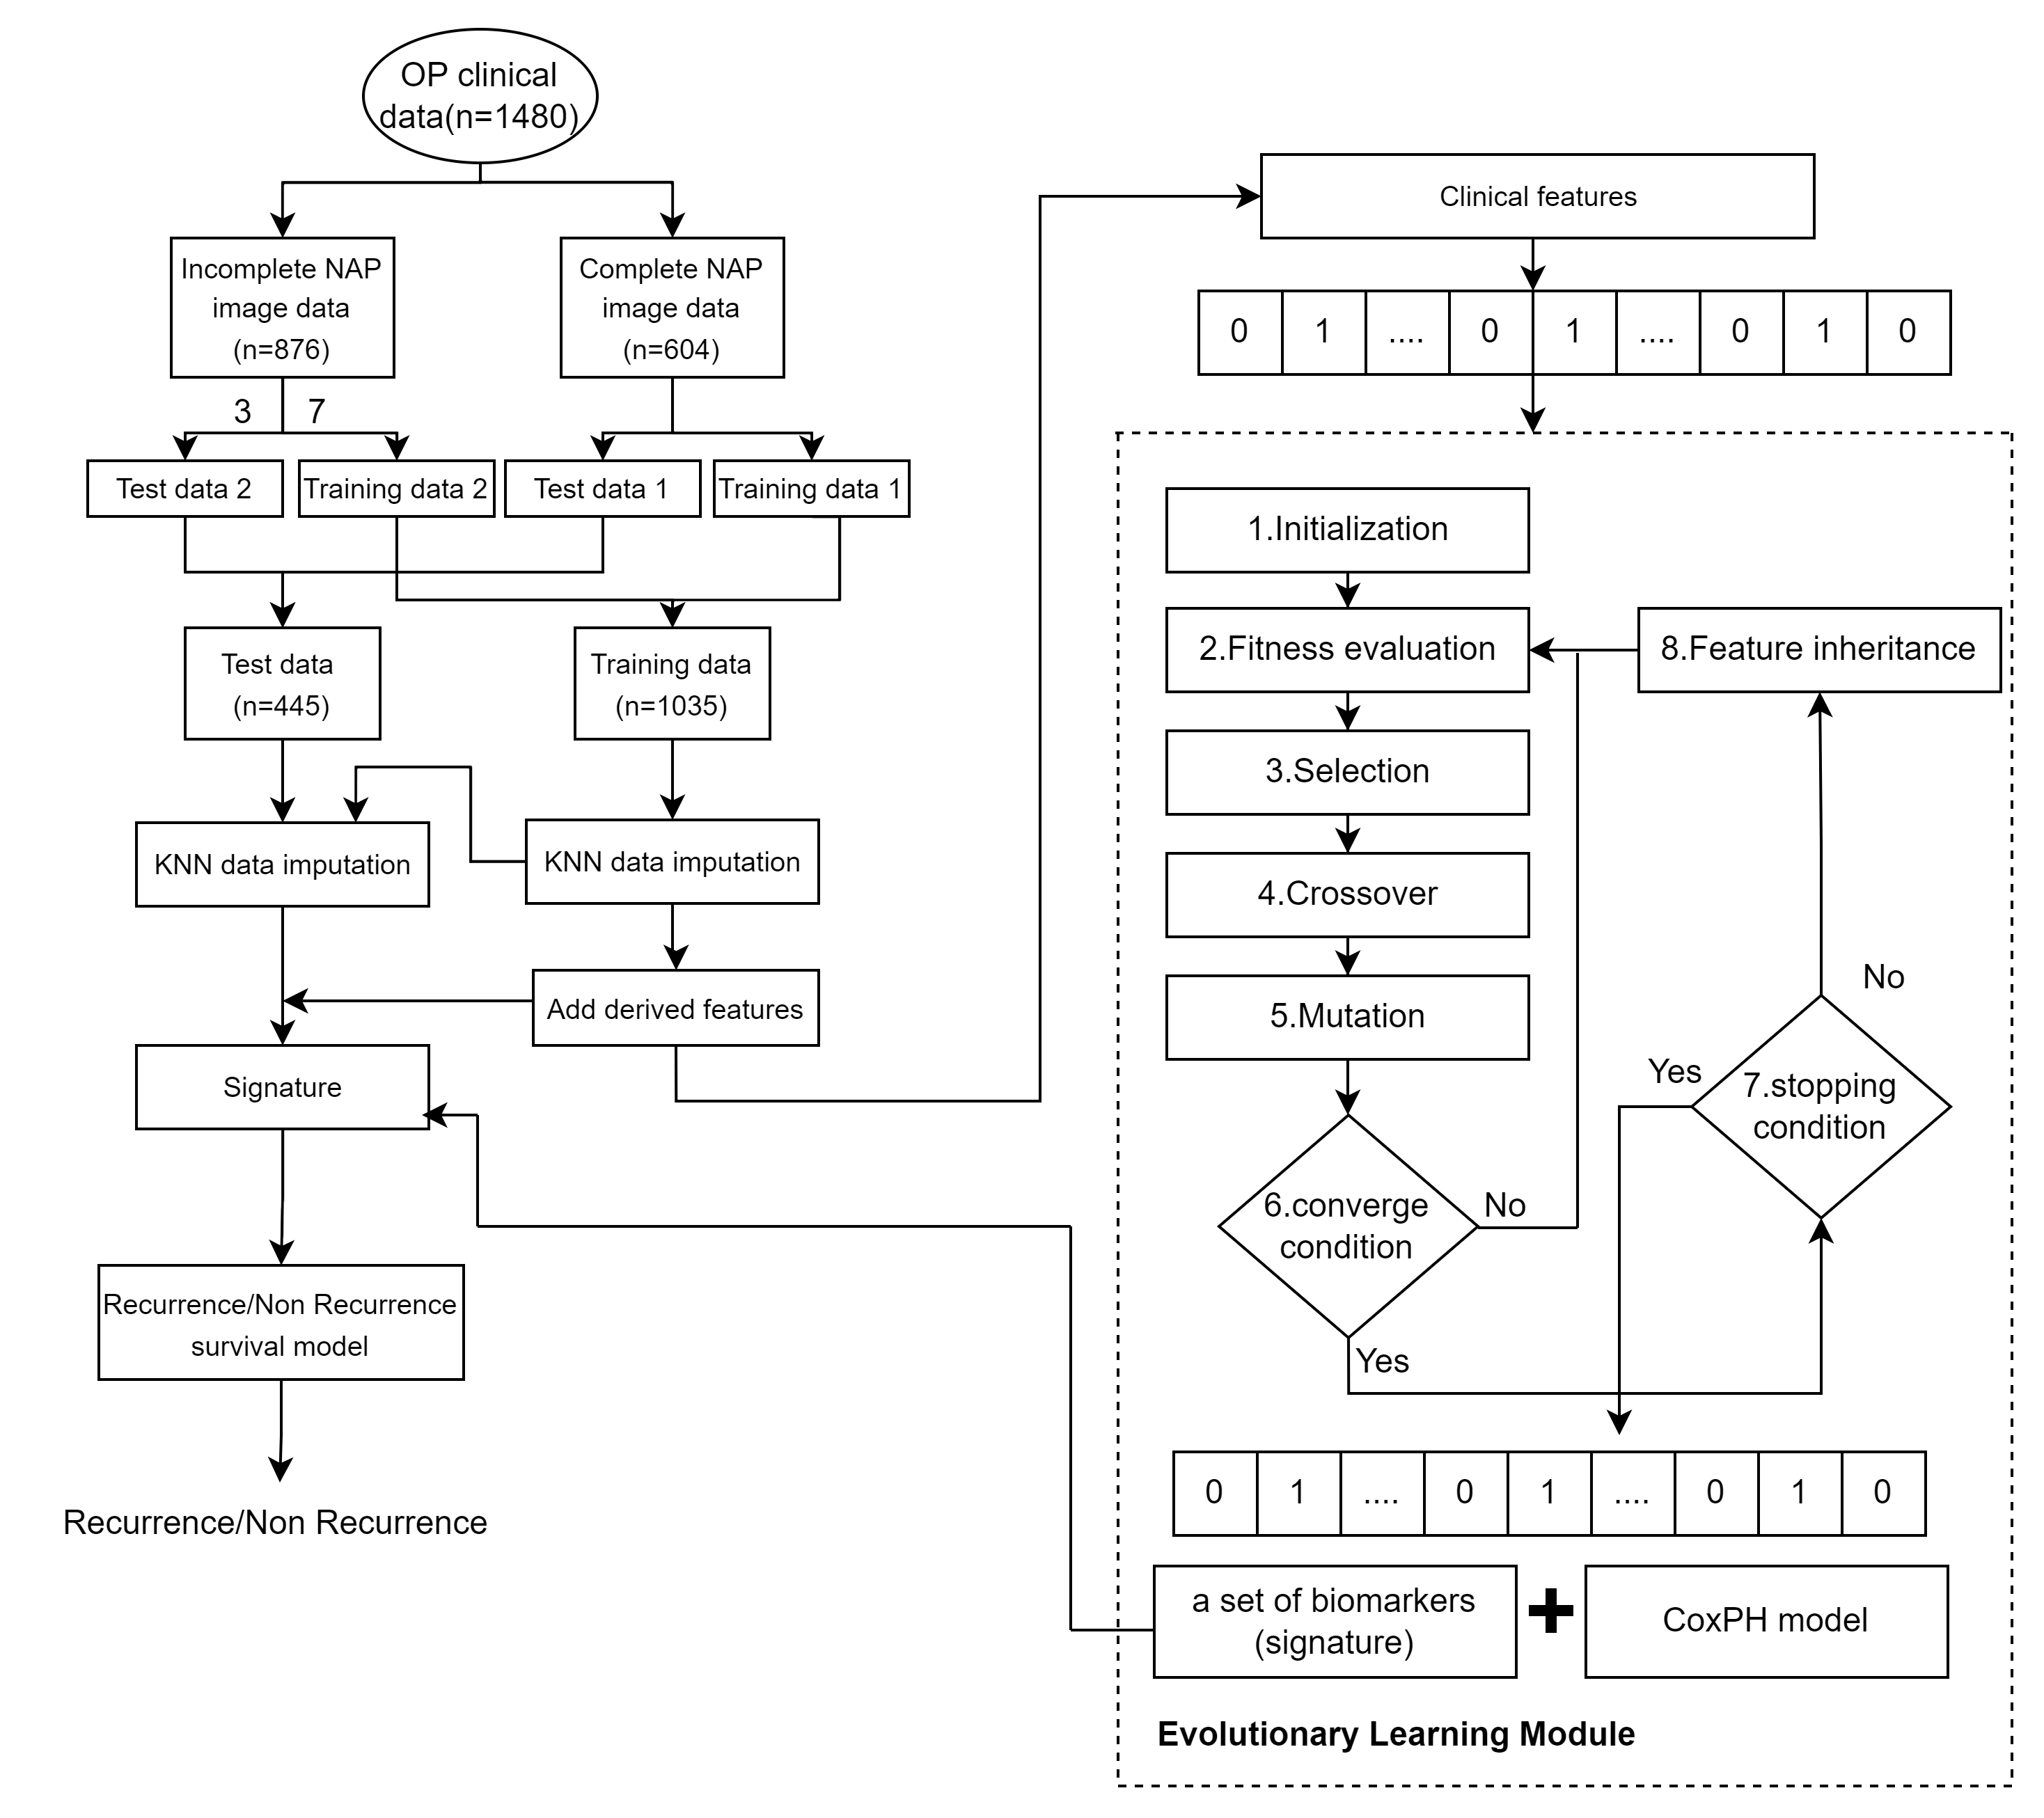 OP clinical
data(n=1480)
Incomplete NAP
image data
(n=876)
Complete NAP
image data
(n=604)
3
7
Test data 2
Training data 2
Test data 1
Training data 1
Test data
(n=445)
Training data
(n=1035)
KNN data imputation
KNN data imputation
Add derived features
Signature
Recurrence/Non Recurrence
survival model
Recurrence/Non Recurrence
Clinical features
0 1 .... 0 1 .... 0 1 0
1.Initialization
2.Fitness evaluation
8.Feature inheritance
3.Selection
4.Crossover
5.Mutation
No
Yes
7.stopping
condition
6.converge
condition
No
Yes
0 1 .... 0 1 .... 0 1 0
a set of biomarkers
(signature)
+
CoxPH model
Evolutionary Learning Module